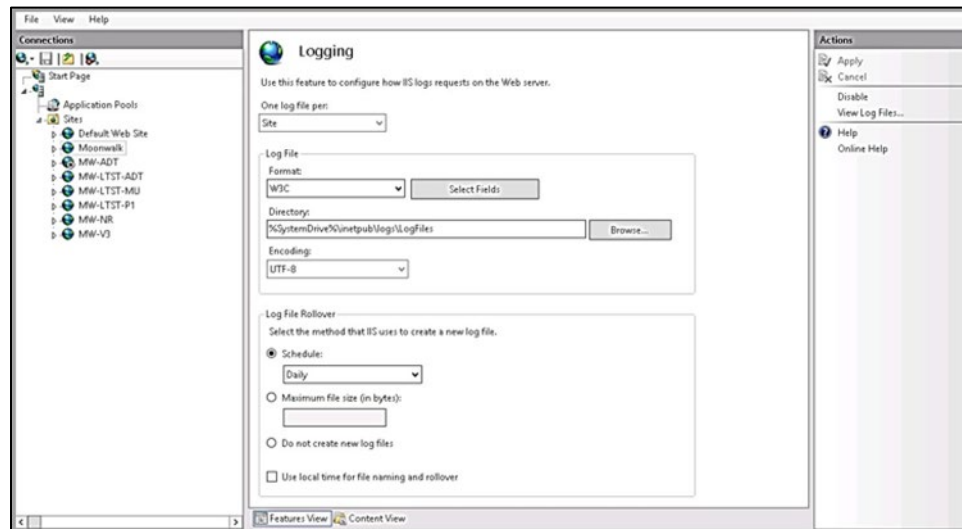 File View Help
Connections
Start Page
Application Pools
Sites
Default Web Site
Moonwalk
MW-ADT
MW-LTST-ADT
MW-LTST-MU
MW-LTST-P1
MW-NR
MW-V3
Logging
Use this feature to configure how IIS logs requests on the Web server.
One log file per:
Site
Log File
Format:
W3C
Select Fields
Directory:
%SystemDrive%\inetpub\logs\LogFiles
Browse...
Encoding:
UTF-8
Log File Rollover
Select the method that IIS uses to create a new log file.
Schedule:
Daily
Maximum file size (in bytes):
Do not create new log files
Use local time for file naming and rollover
Features View Content View
Actions
Apply
Cancel
Disable
View Log Files...
Help
Online Help